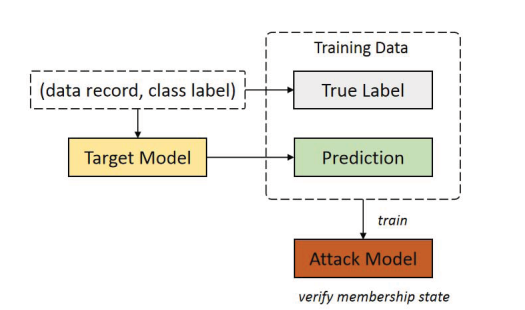 Training Data
(data record, class label)
True Label
Target Model
Prediction
train
Attack Model
verify membership state